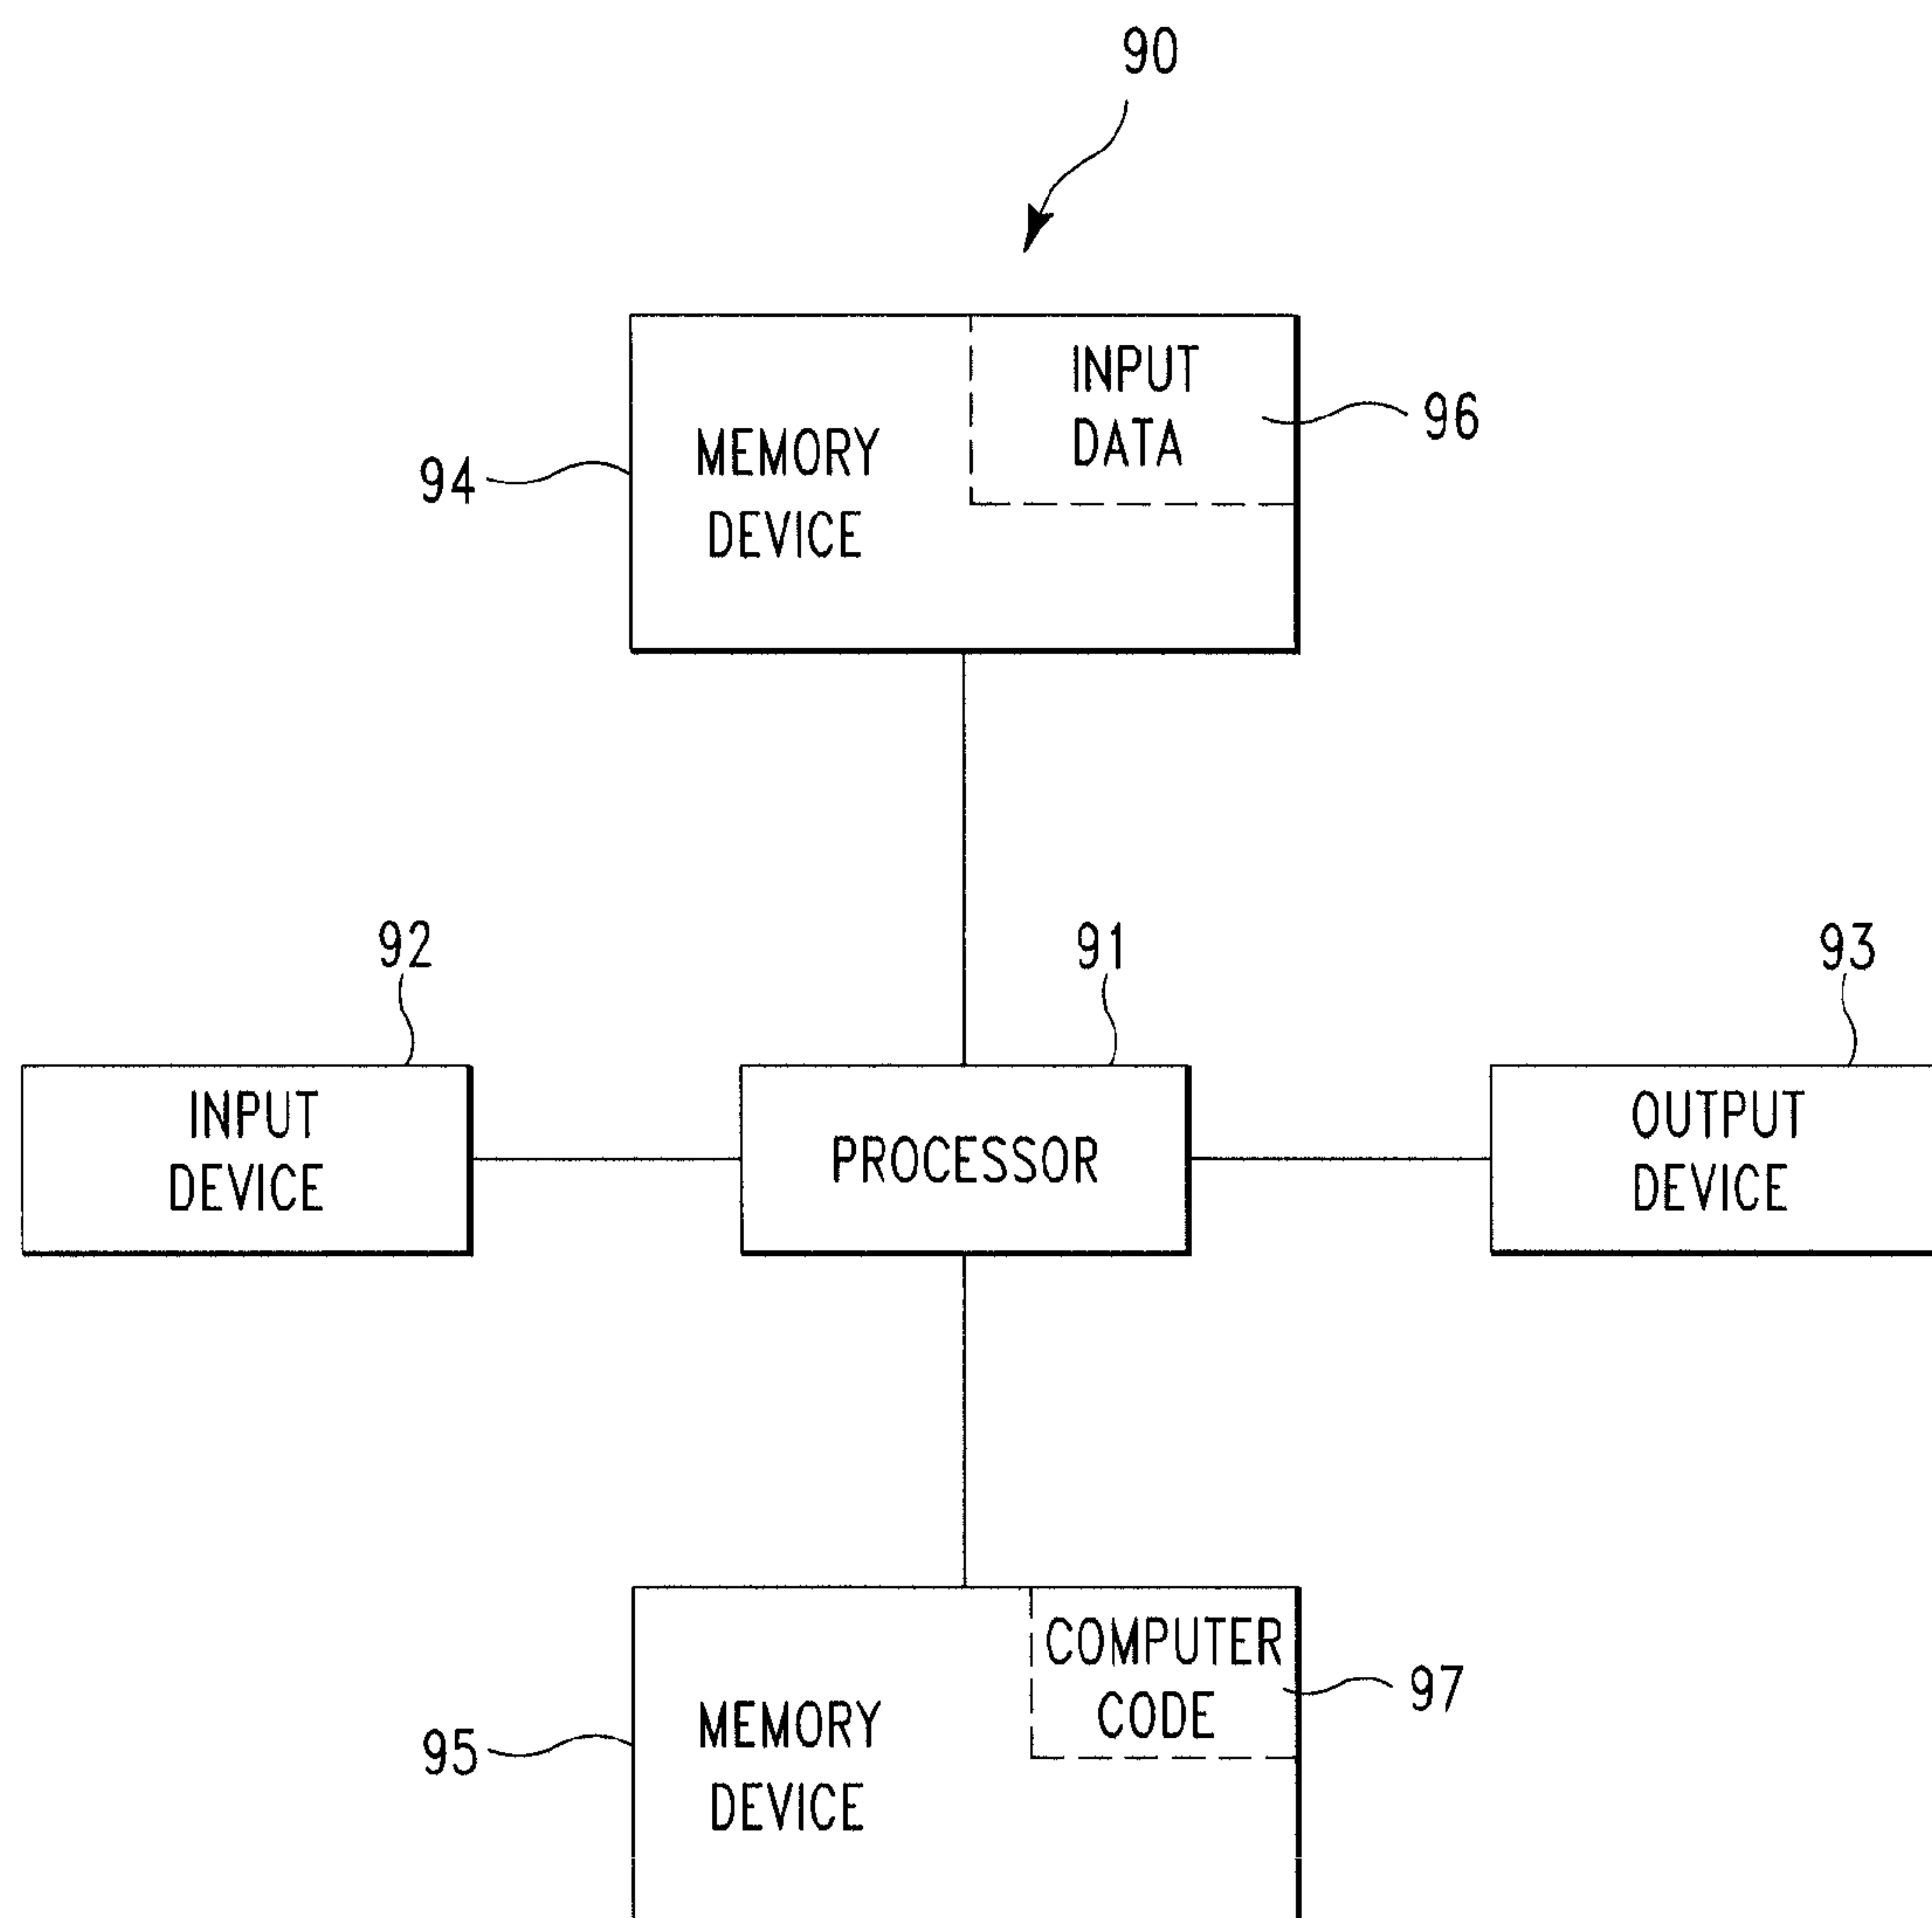 90
INPUT
DATA
96
MEMORY
DEVICE
94
92
91
93
INPUT
DEVICE
PROCESSOR
OUTPUT
DEVICE
COMPUTER
CODE
97
MEMORY
DEVICE
95